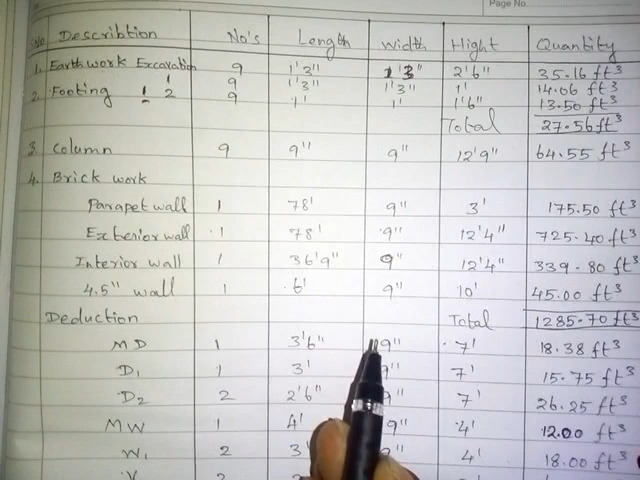 Page No.
S.No Describtion No's Length Width Hight Quantity
1. Earth work Excavation 9 1'3" 1'3" 2'6" 35.16 ft³
2. Footing 1 9 1'3" 1'3" 1' 14.06 ft³
2 9 1' 1' 1'6" 13.50 ft³
Total 27.56 ft³
3. Column 9 9" 9" 12'9" 64.55 ft³
4. Brick work
Parapet wall 1 78' 9" 3' 175.50 ft³
Exterior wall 1 78' 9" 12'4" 725.40 ft³
Interior wall 1 36'9" 9" 12'4" 339.80 ft³
4.5" wall 1 6' 9" 10' 45.00 ft³
Deduction Total 1285.70 ft³
MD 1 3'6" 9" 7' 18.38 ft³
D1 1 3' 9" 7' 15.75 ft³
D2 2 2'6" 9" 7' 26.25 ft³
MW 1 4' 9" 4' 12.00 ft³
W1 2 3' 9" 4' 18.00 ft³
V